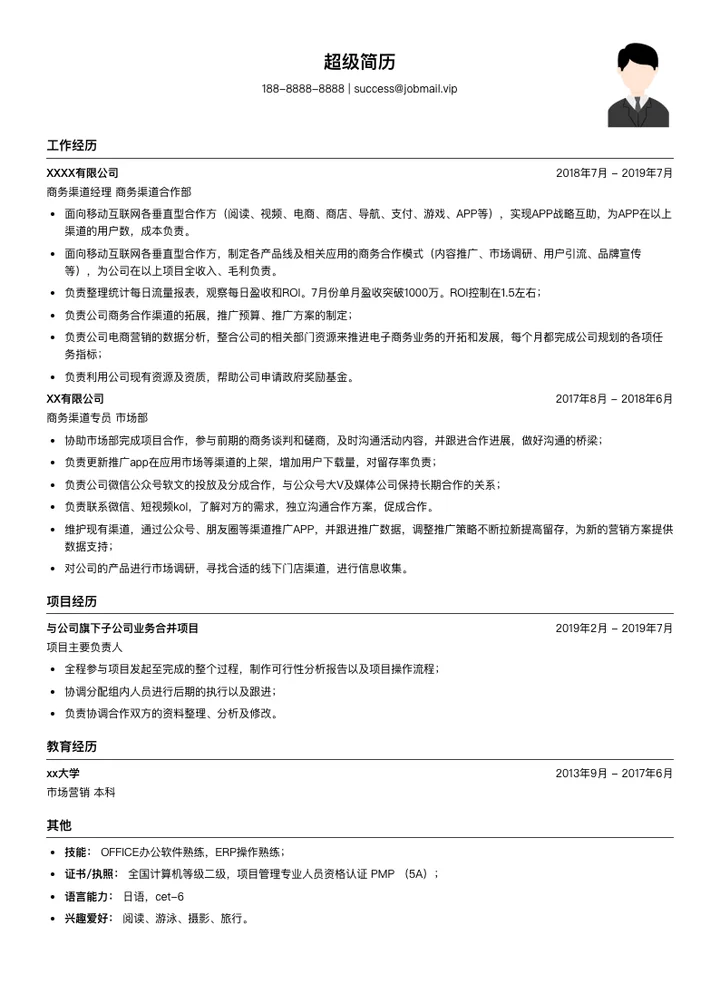 超级简历
188-8888-8888 | success@jobmail.vip
工作经历
XXXX有限公司 2018年7月 - 2019年7月
商务渠道经理 商务渠道合作部
• 面向移动互联网各垂直型合作方（阅读、视频、电商、商店、导航、支付、游戏、APP等），实现APP战略互助，为APP在以上
渠道的用户数，成本负责。
• 面向移动互联网各垂直型合作方，制定各产品线及相关应用的商务合作模式（内容推广、市场调研、用户引流、品牌宣传
等），为公司在以上项目全收入、毛利负责。
• 负责整理统计每日流量报表，观察每日盈收和ROI。7月份单月盈收突破1000万。ROI控制在1.5左右；
• 负责公司商务合作渠道的拓展，推广预算、推广方案的制定；
• 负责公司电商营销的数据分析，整合公司的相关部门资源来推进电子商务业务的开拓和发展，每个月都完成公司规划的各项任
务指标；
• 负责利用公司现有资源及资质，帮助公司申请政府奖励基金。
XX有限公司 2017年8月 - 2018年6月
商务渠道专员 市场部
• 协助市场部完成项目合作，参与前期的商务谈判和磋商，及时沟通活动内容，并跟进合作进展，做好沟通的桥梁；
• 负责更新推广app在应用市场等渠道的上架，增加用户下载量，对留存率负责；
• 负责公司微信公众号软文的投放及分成合作，与公众号大V及媒体公司保持长期合作的关系；
• 负责联系微信、短视频kol，了解对方的需求，独立沟通合作方案，促成合作。
• 维护现有渠道，通过公众号、朋友圈等渠道推广APP，并跟进推广数据，调整推广策略不断拉新提高留存，为新的营销方案提供
数据支持；
• 对公司的产品进行市场调研，寻找合适的线下门店渠道，进行信息收集。
项目经历
与公司旗下子公司业务合并项目 2019年2月 - 2019年7月
项目主要负责人
• 全程参与项目发起至完成的整个过程，制作可行性分析报告以及项目操作流程；
• 协调分配组内人员进行后期的执行以及跟进；
• 负责协调合作双方的资料整理、分析及修改。
教育经历
xx大学 2013年9月 - 2017年6月
市场营销 本科
其他
• 技能： OFFICE办公软件熟练，ERP操作熟练；
• 证书/执照： 全国计算机等级二级，项目管理专业人员资格认证 PMP （5A）；
• 语言能力： 日语，cet-6
• 兴趣爱好： 阅读、游泳、摄影、旅行。